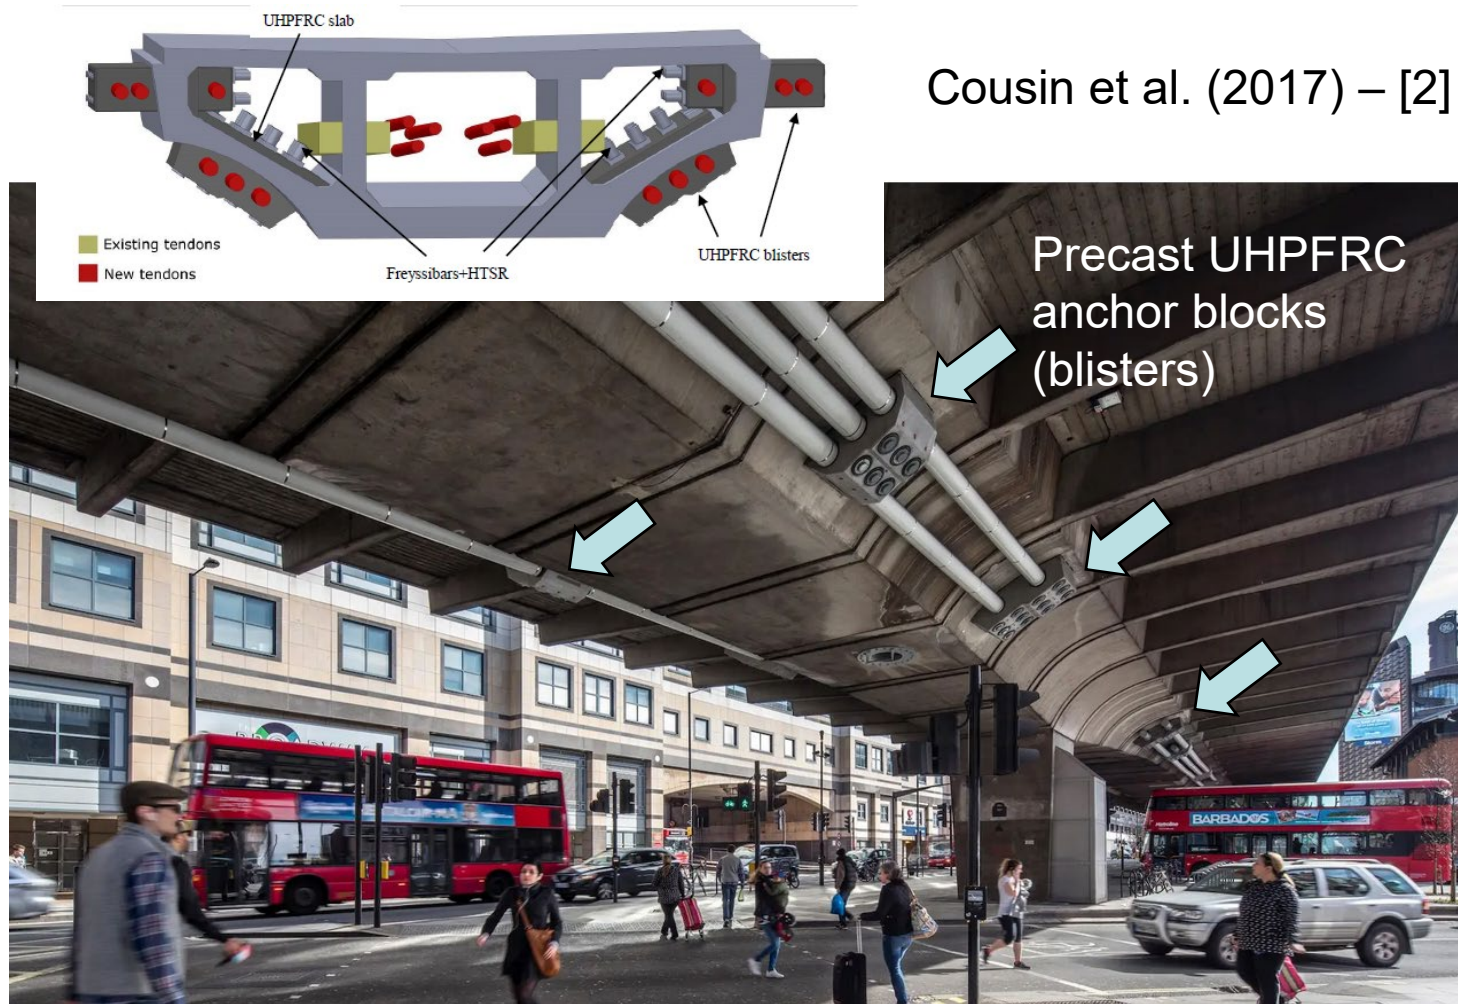 UHPFRC slab
Cousin et al. (2017) – [2]
Existing tendons
New tendons
Freyssibars+HTSR
UHPFRC blisters
Precast UHPFRC
anchor blocks
(blisters)
BARBADOS